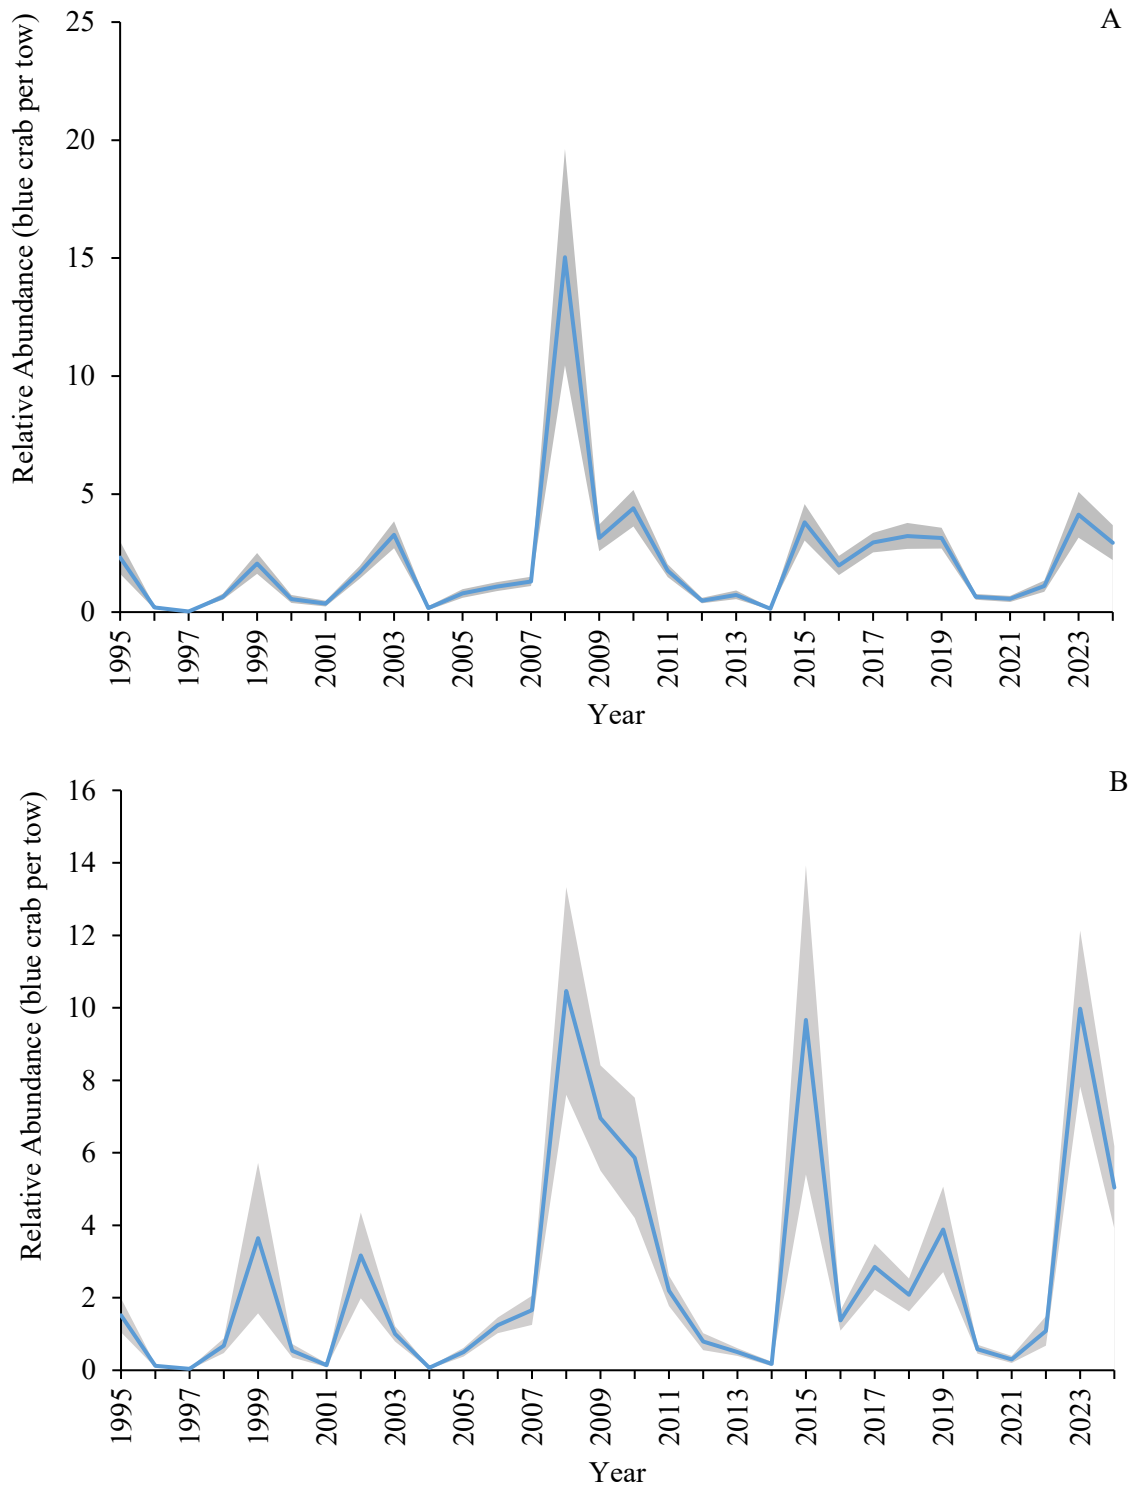 A
Relative Abundance (blue crab per tow)
25
20
15
10
5
0
1995 1997 1999 2001 2003 2005 2007 2009 2011 2013 2015 2017 2019 2021 2023
Year
B
Relative Abundance (blue crab per tow)
16
14
12
10
8
6
4
2
0
1995 1997 1999 2001 2003 2005 2007 2009 2011 2013 2015 2017 2019 2021 2023
Year